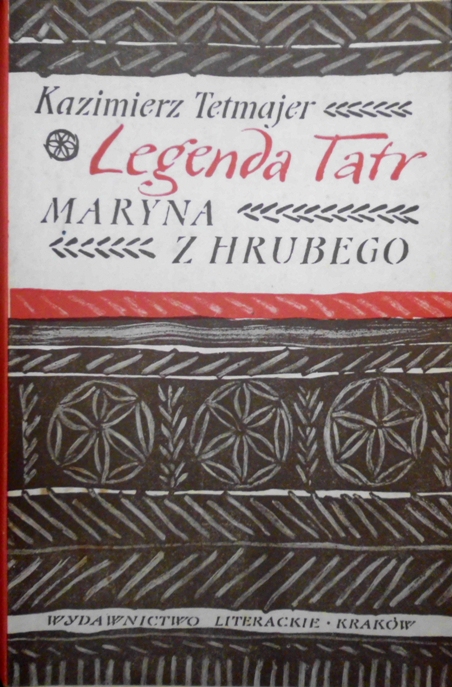 Kazimierz Tetmajer
Legenda Tatr
MARYNA
Z HRUBEGO
WYDAWNICTWO LITERACKIE · KRAKÓW